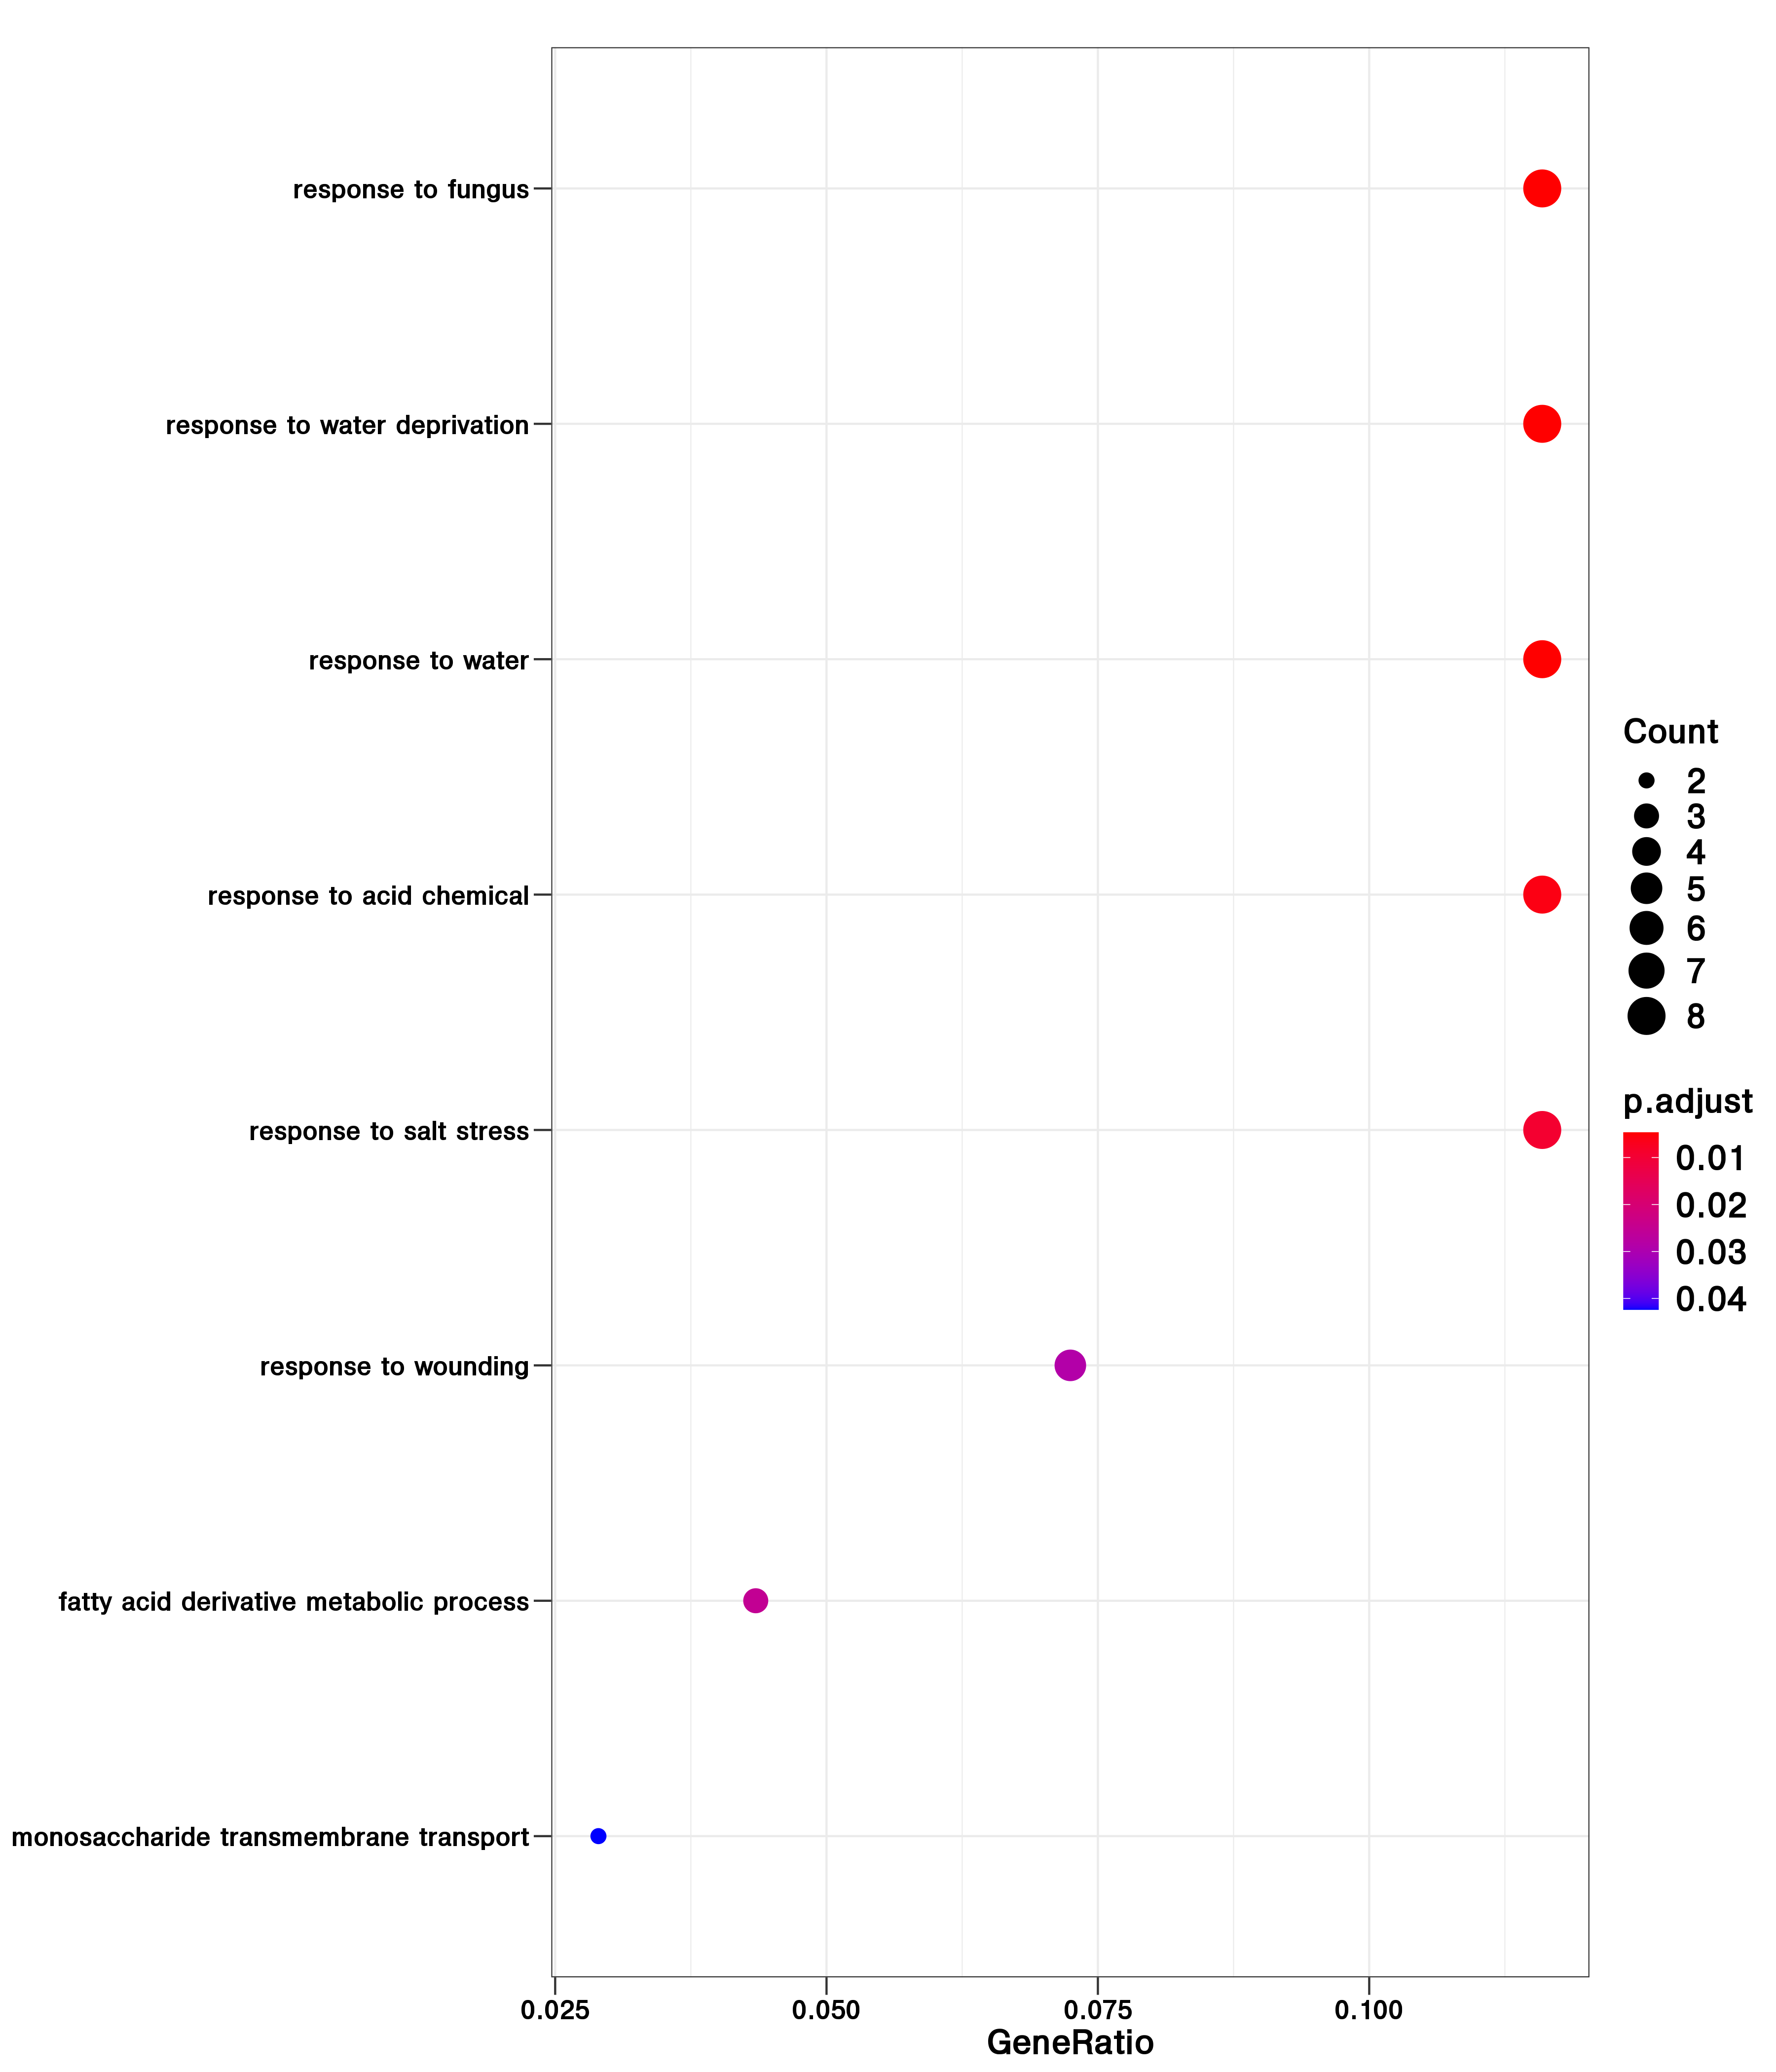 response to fungus
response to water deprivation
response to water
response to acid chemical
response to salt stress
response to wounding
fatty acid derivative metabolic process
monosaccharide transmembrane transport
0.025 0.050 0.075 0.100
GeneRatio
Count
2
3
4
5
6
7
8
p.adjust
0.01
0.02
0.03
0.04